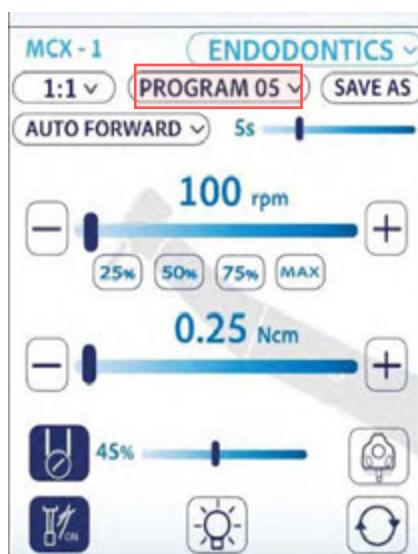 MCX - 1 ENDODONTICS
1:1 PROGRAM 05 SAVE AS
AUTO FORWARD 5s
100 rpm
25% 50% 75% MAX
0.25 Ncm
45%
ON